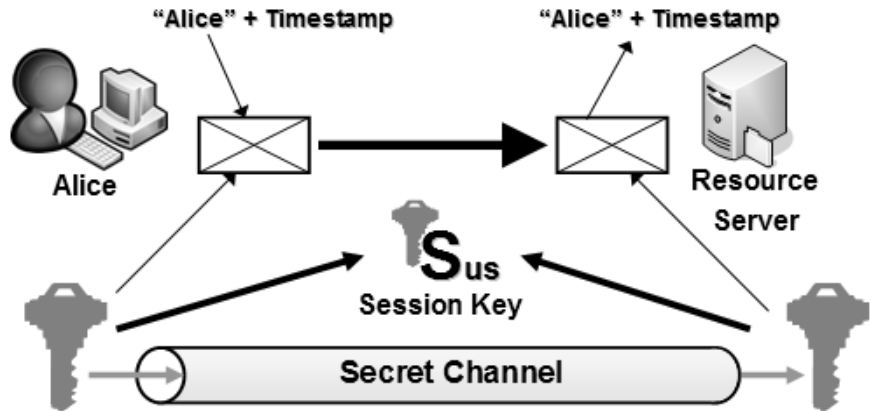 “Alice” + Timestamp
“Alice” + Timestamp
Alice
Resource
Server
Sus
Session Key
Secret Channel